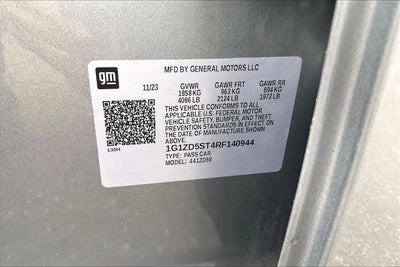 gm
MFD BY GENERAL MOTORS LLC
11/23 GVWR GAWR FRT GAWR RR
1858 KG 963 KG 894 KG
4096 LB 2124 LB 1972 LB
THIS VEHICLE CONFORMS TO ALL
APPLICABLE U.S. FEDERAL MOTOR
VEHICLE SAFETY, BUMPER, AND THEFT
PREVENTION STANDARDS IN EFFECT ON
THE DATE OF MANUFACTURE SHOWN
ABOVE.
130H
1G1ZD5ST4RF140944
TYPE: PASS CAR
MODEL: 441ZD69